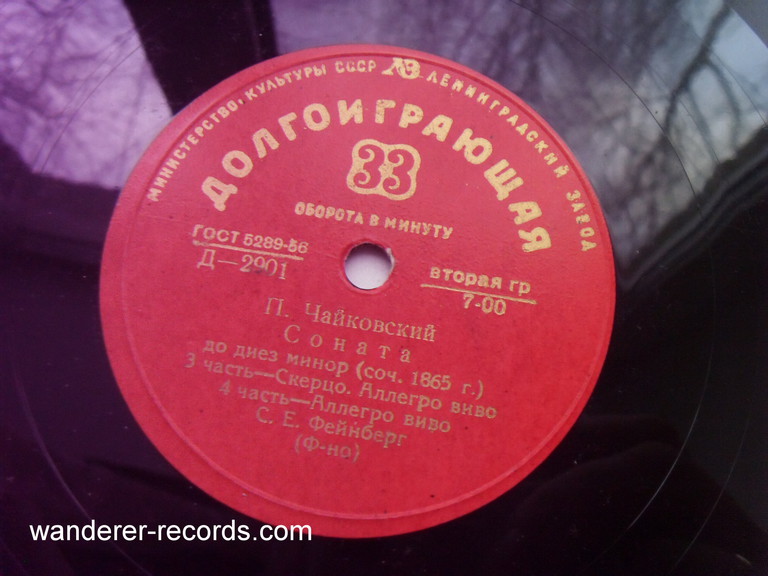 МИНИСТЕРСТВО КУЛЬТУРЫ СССР ЛЗ ЛЕНИНГРАДСКИЙ ЗАВОД
ДОЛГОИГРАЮЩАЯ
33
ОБОРОТА В МИНУТУ
ГОСТ 5289-56
Д—2901
вторая гр
7-00
П. Чайковский
Соната
до диез минор (соч. 1865 г.)
3 часть—Скерцо. Аллегро виво
4 часть—Аллегро виво
С. Е. Фейнберг
(Ф-но)
wanderer-records.com